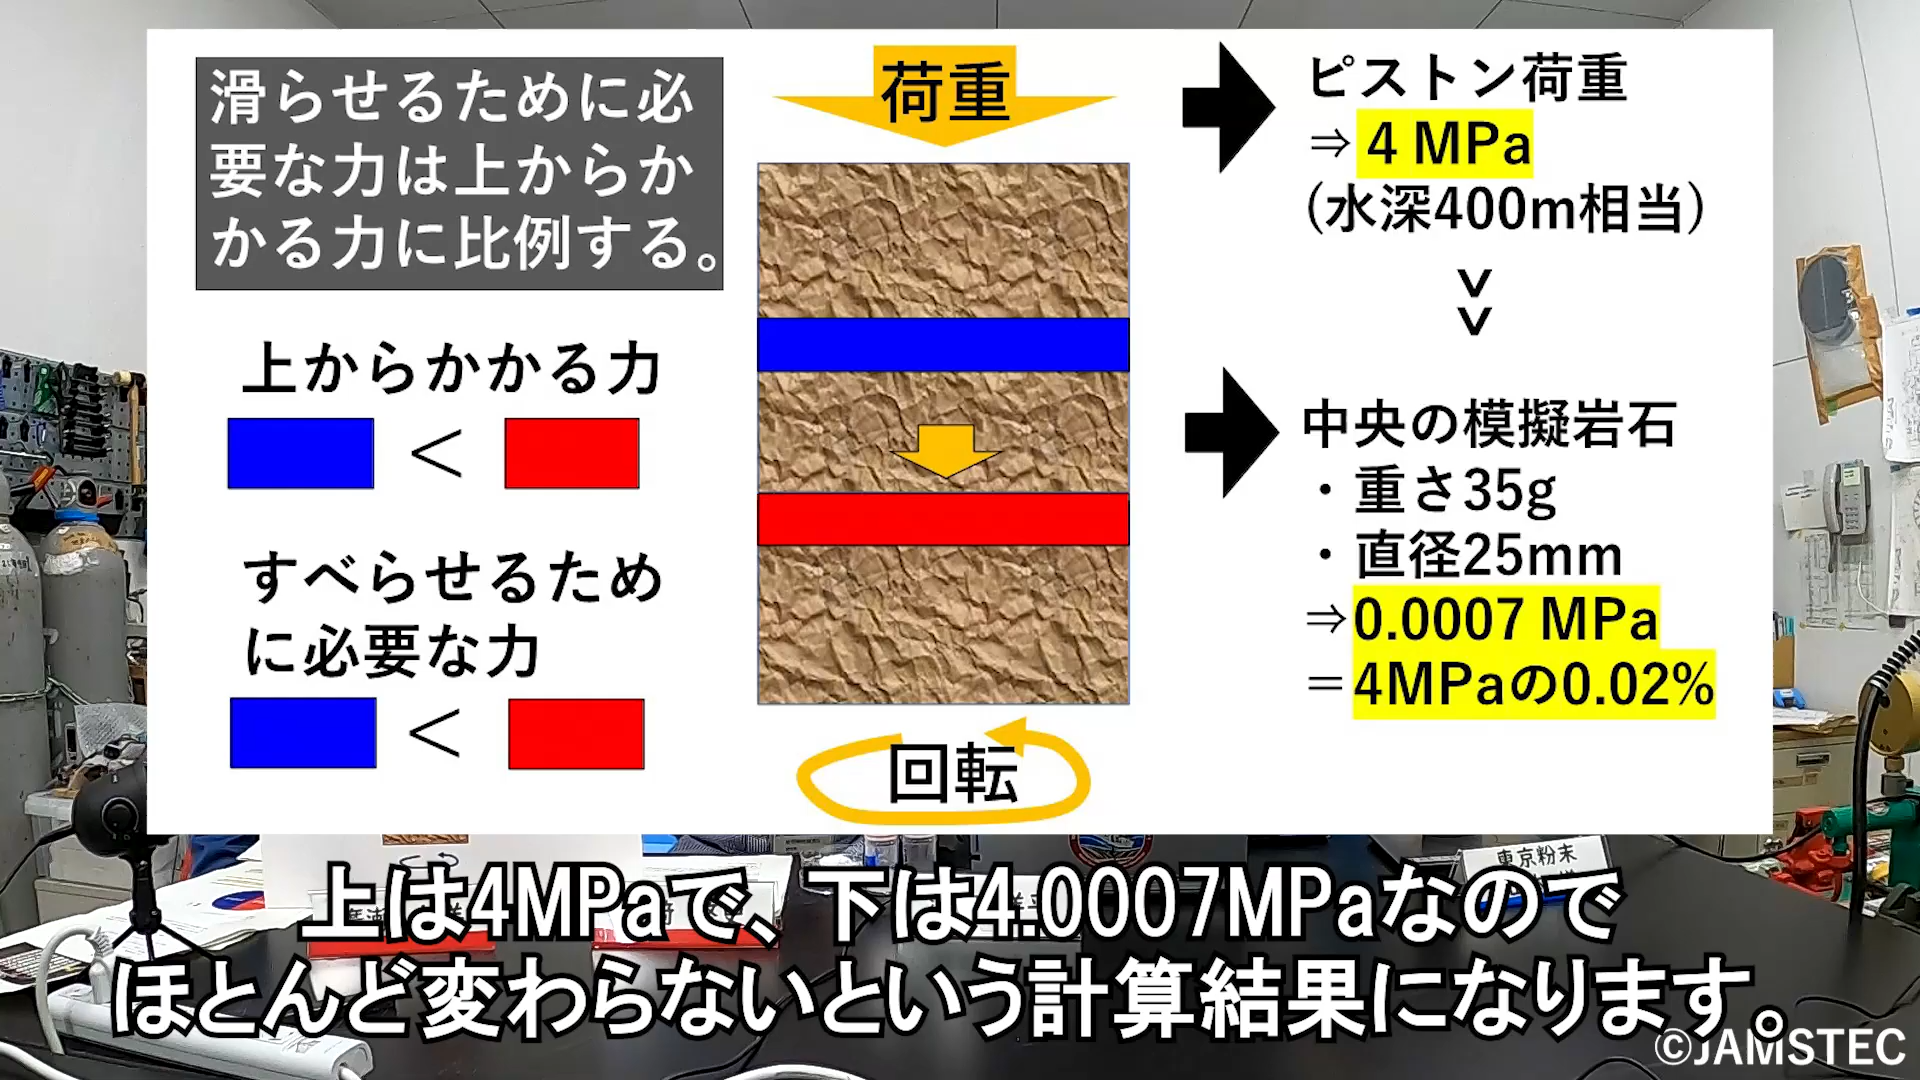 滑らせるために必
要な力は上からか
かる力に比例する。
上からかかる力
<
すべらせるため
に必要な力
<
荷重
回転
ピストン荷重
⇒ 4 MPa
(水深400m相当)
>>
中央の模擬岩石
・重さ35g
・直径25mm
⇒0.0007 MPa
=4MPaの0.02%
東京粉末
上は4MPaで、下は4.0007MPaなので
ほとんど変わらないという計算結果になります。
©JAMSTEC